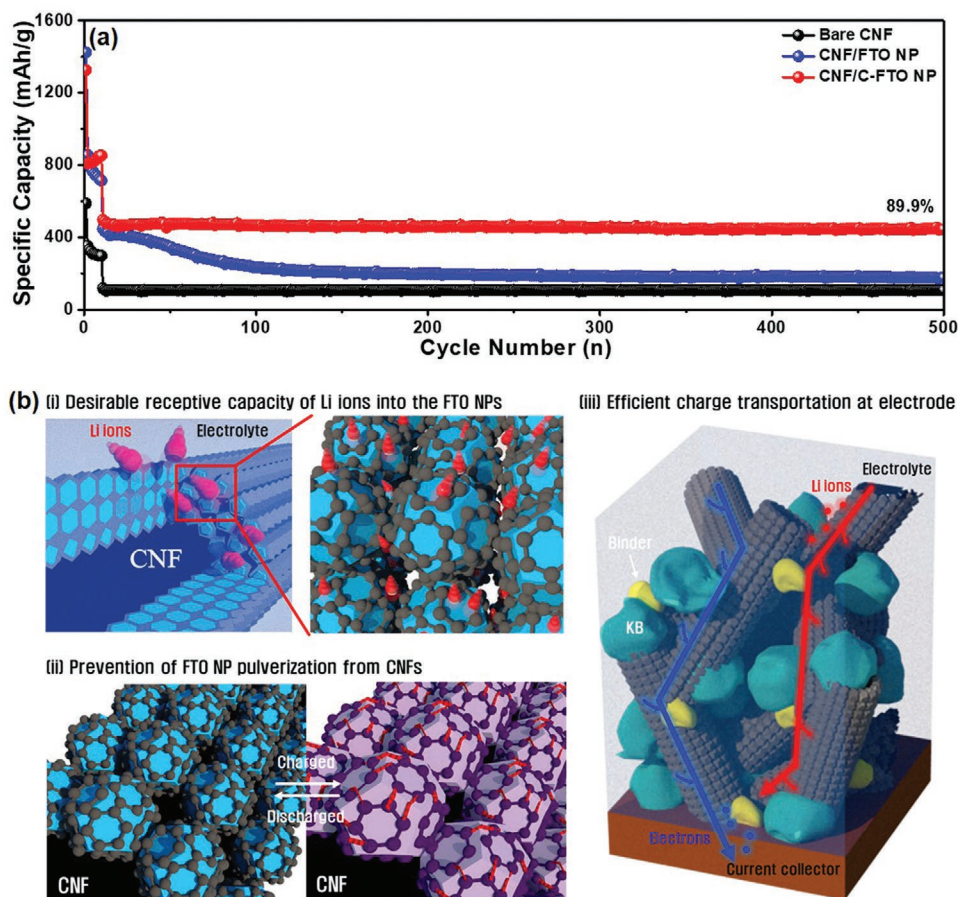 (a)
Bare CNF
CNF/FTO NP
CNF/C-FTO NP
1600
1200
800
400
0
Specific Capacity (mAh/g)
89.9%
0
100
200
300
400
500
Cycle Number (n)
(b)
(i) Desirable receptive capacity of Li ions into the FTO NPs
Li ions
Electrolyte
CNF
(ii) Prevention of FTO NP pulverization from CNFs
Charged
Discharged
CNF
CNF
(iii) Efficient charge transportation at electrode
Electrolyte
Li ions
Binder
KB
Electrons
Current collector